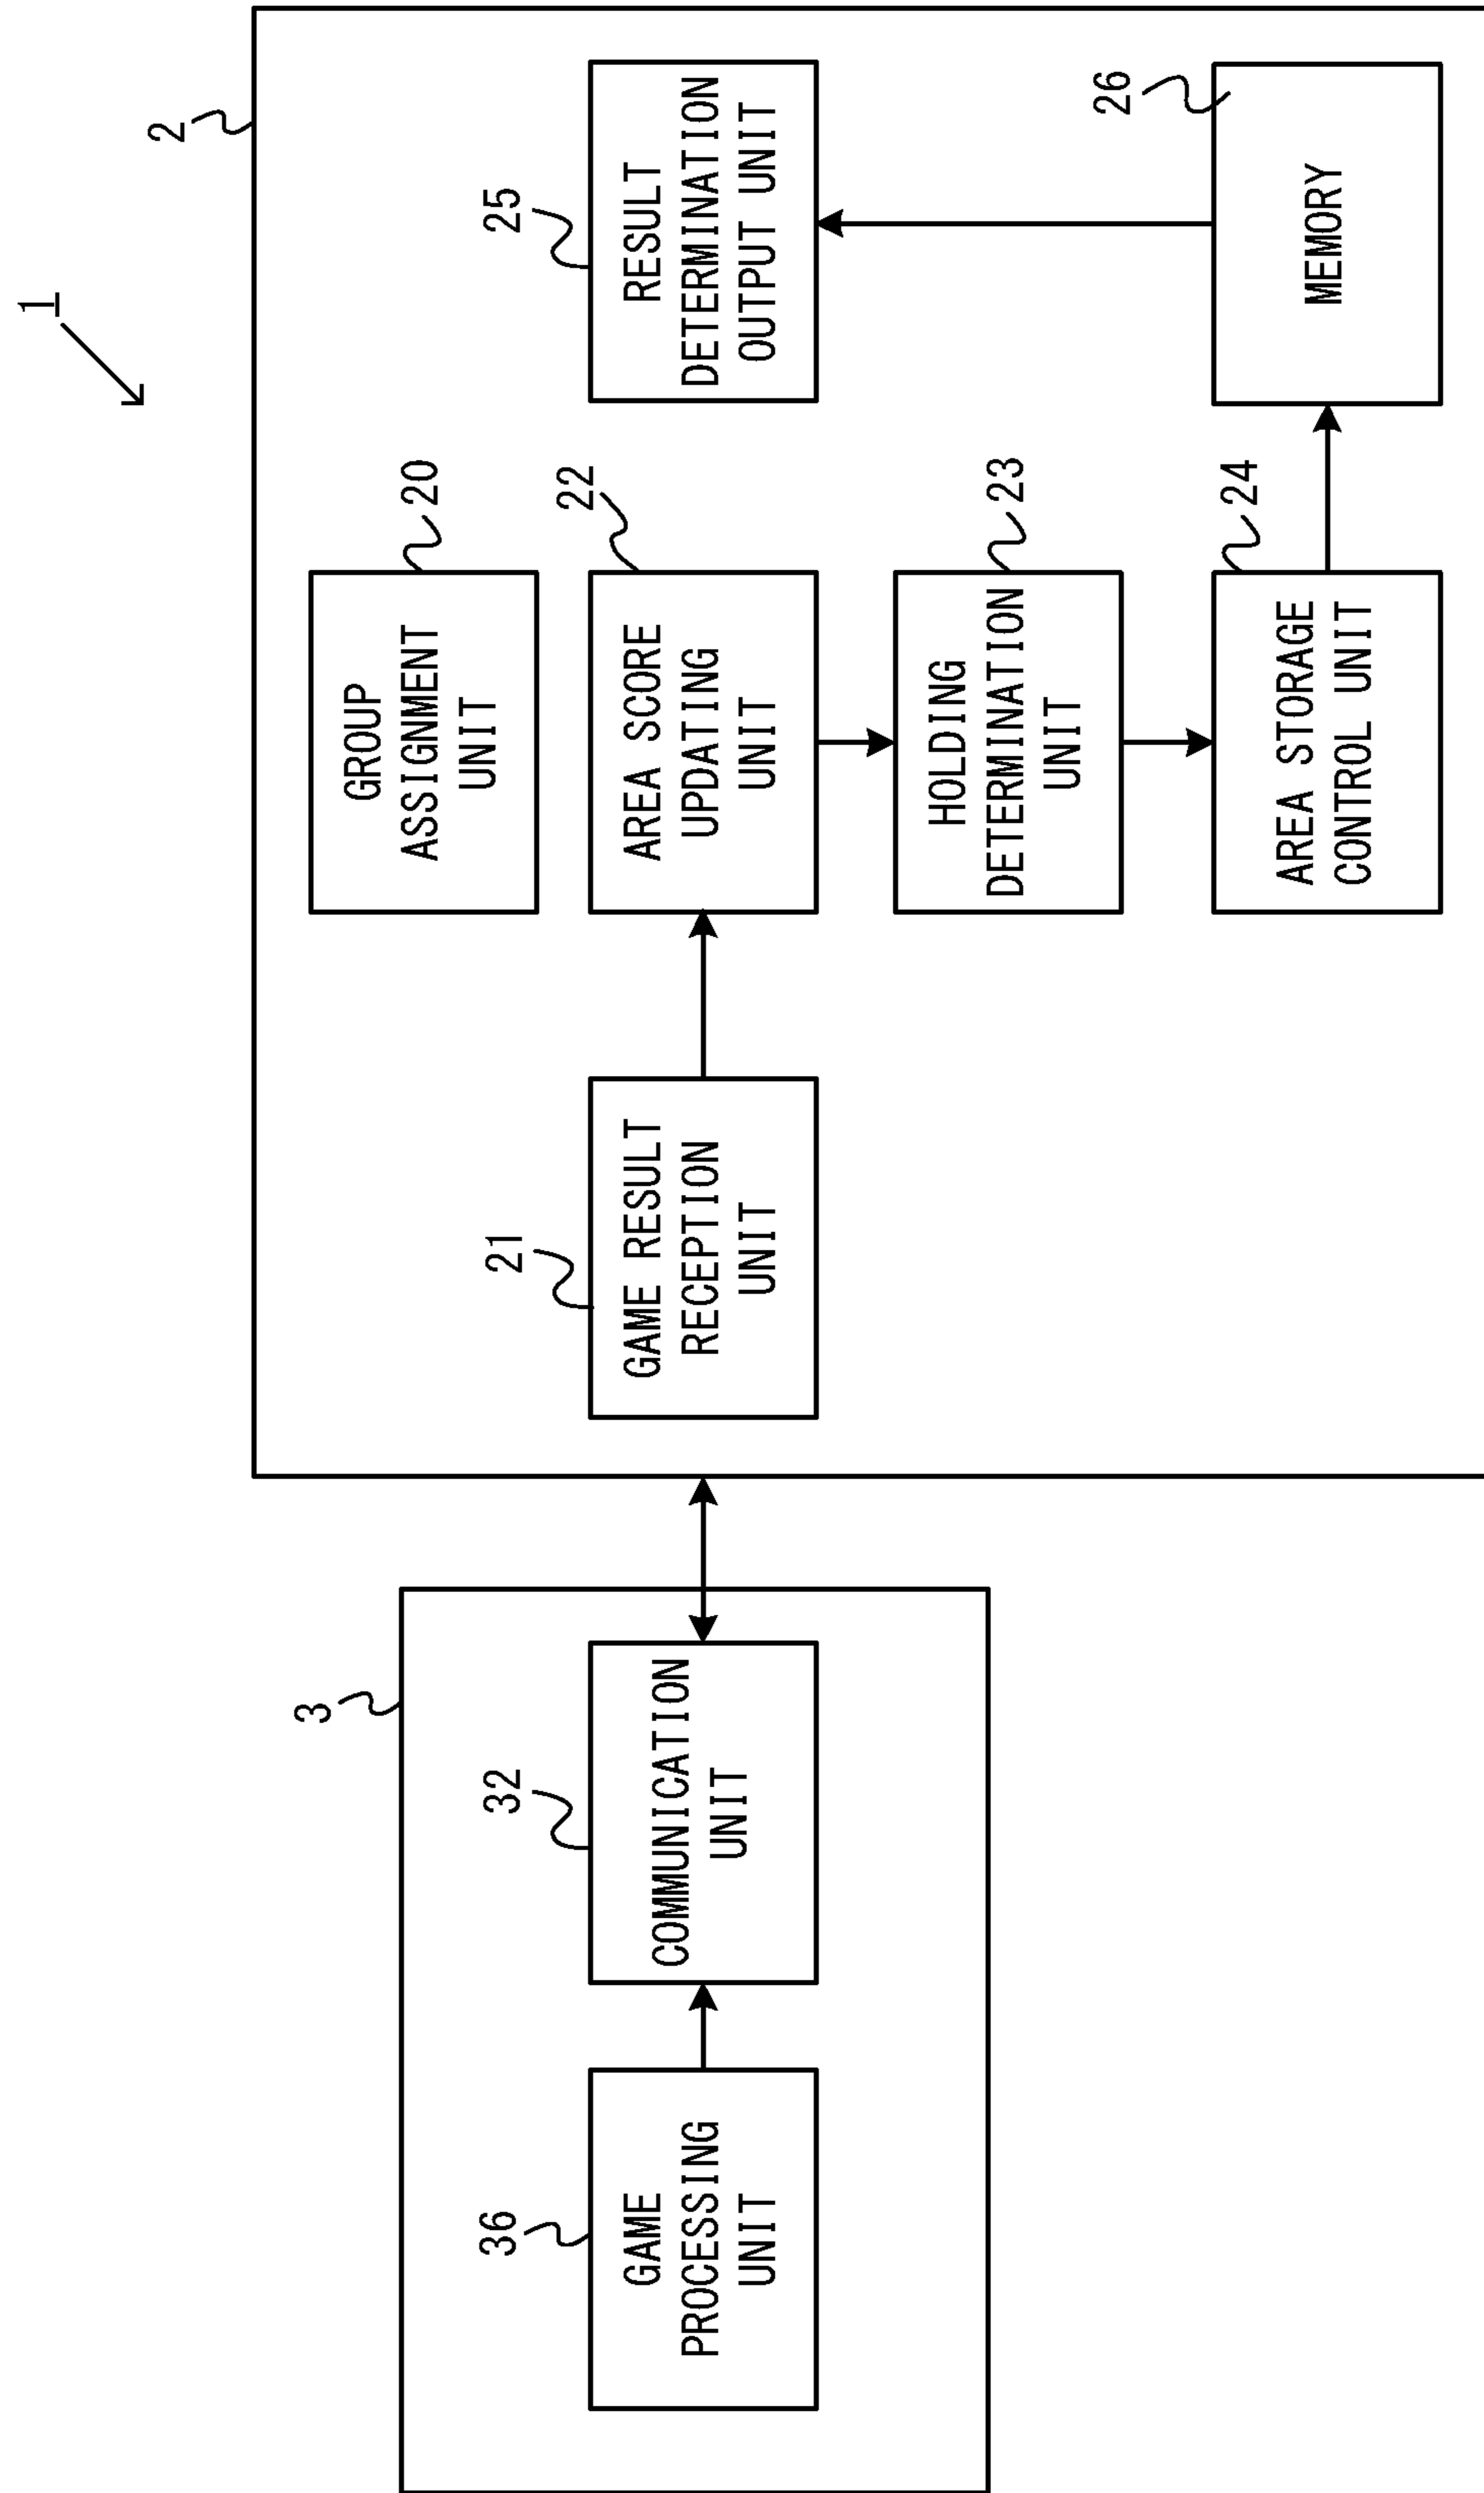 1
2
3
36
GAME
PROCESSING
UNIT
32
COMMUNICATION
UNIT
21
GAME RESULT
RECEPTION
UNIT
20
GROUP
ASSIGNMENT
UNIT
22
AREA SCORE
UPDATING
UNIT
23
HOLDING
DETERMINATION
UNIT
24
AREA STORAGE
CONTROL UNIT
25
RESULT
DETERMINATION
OUTPUT UNIT
26
MEMORY